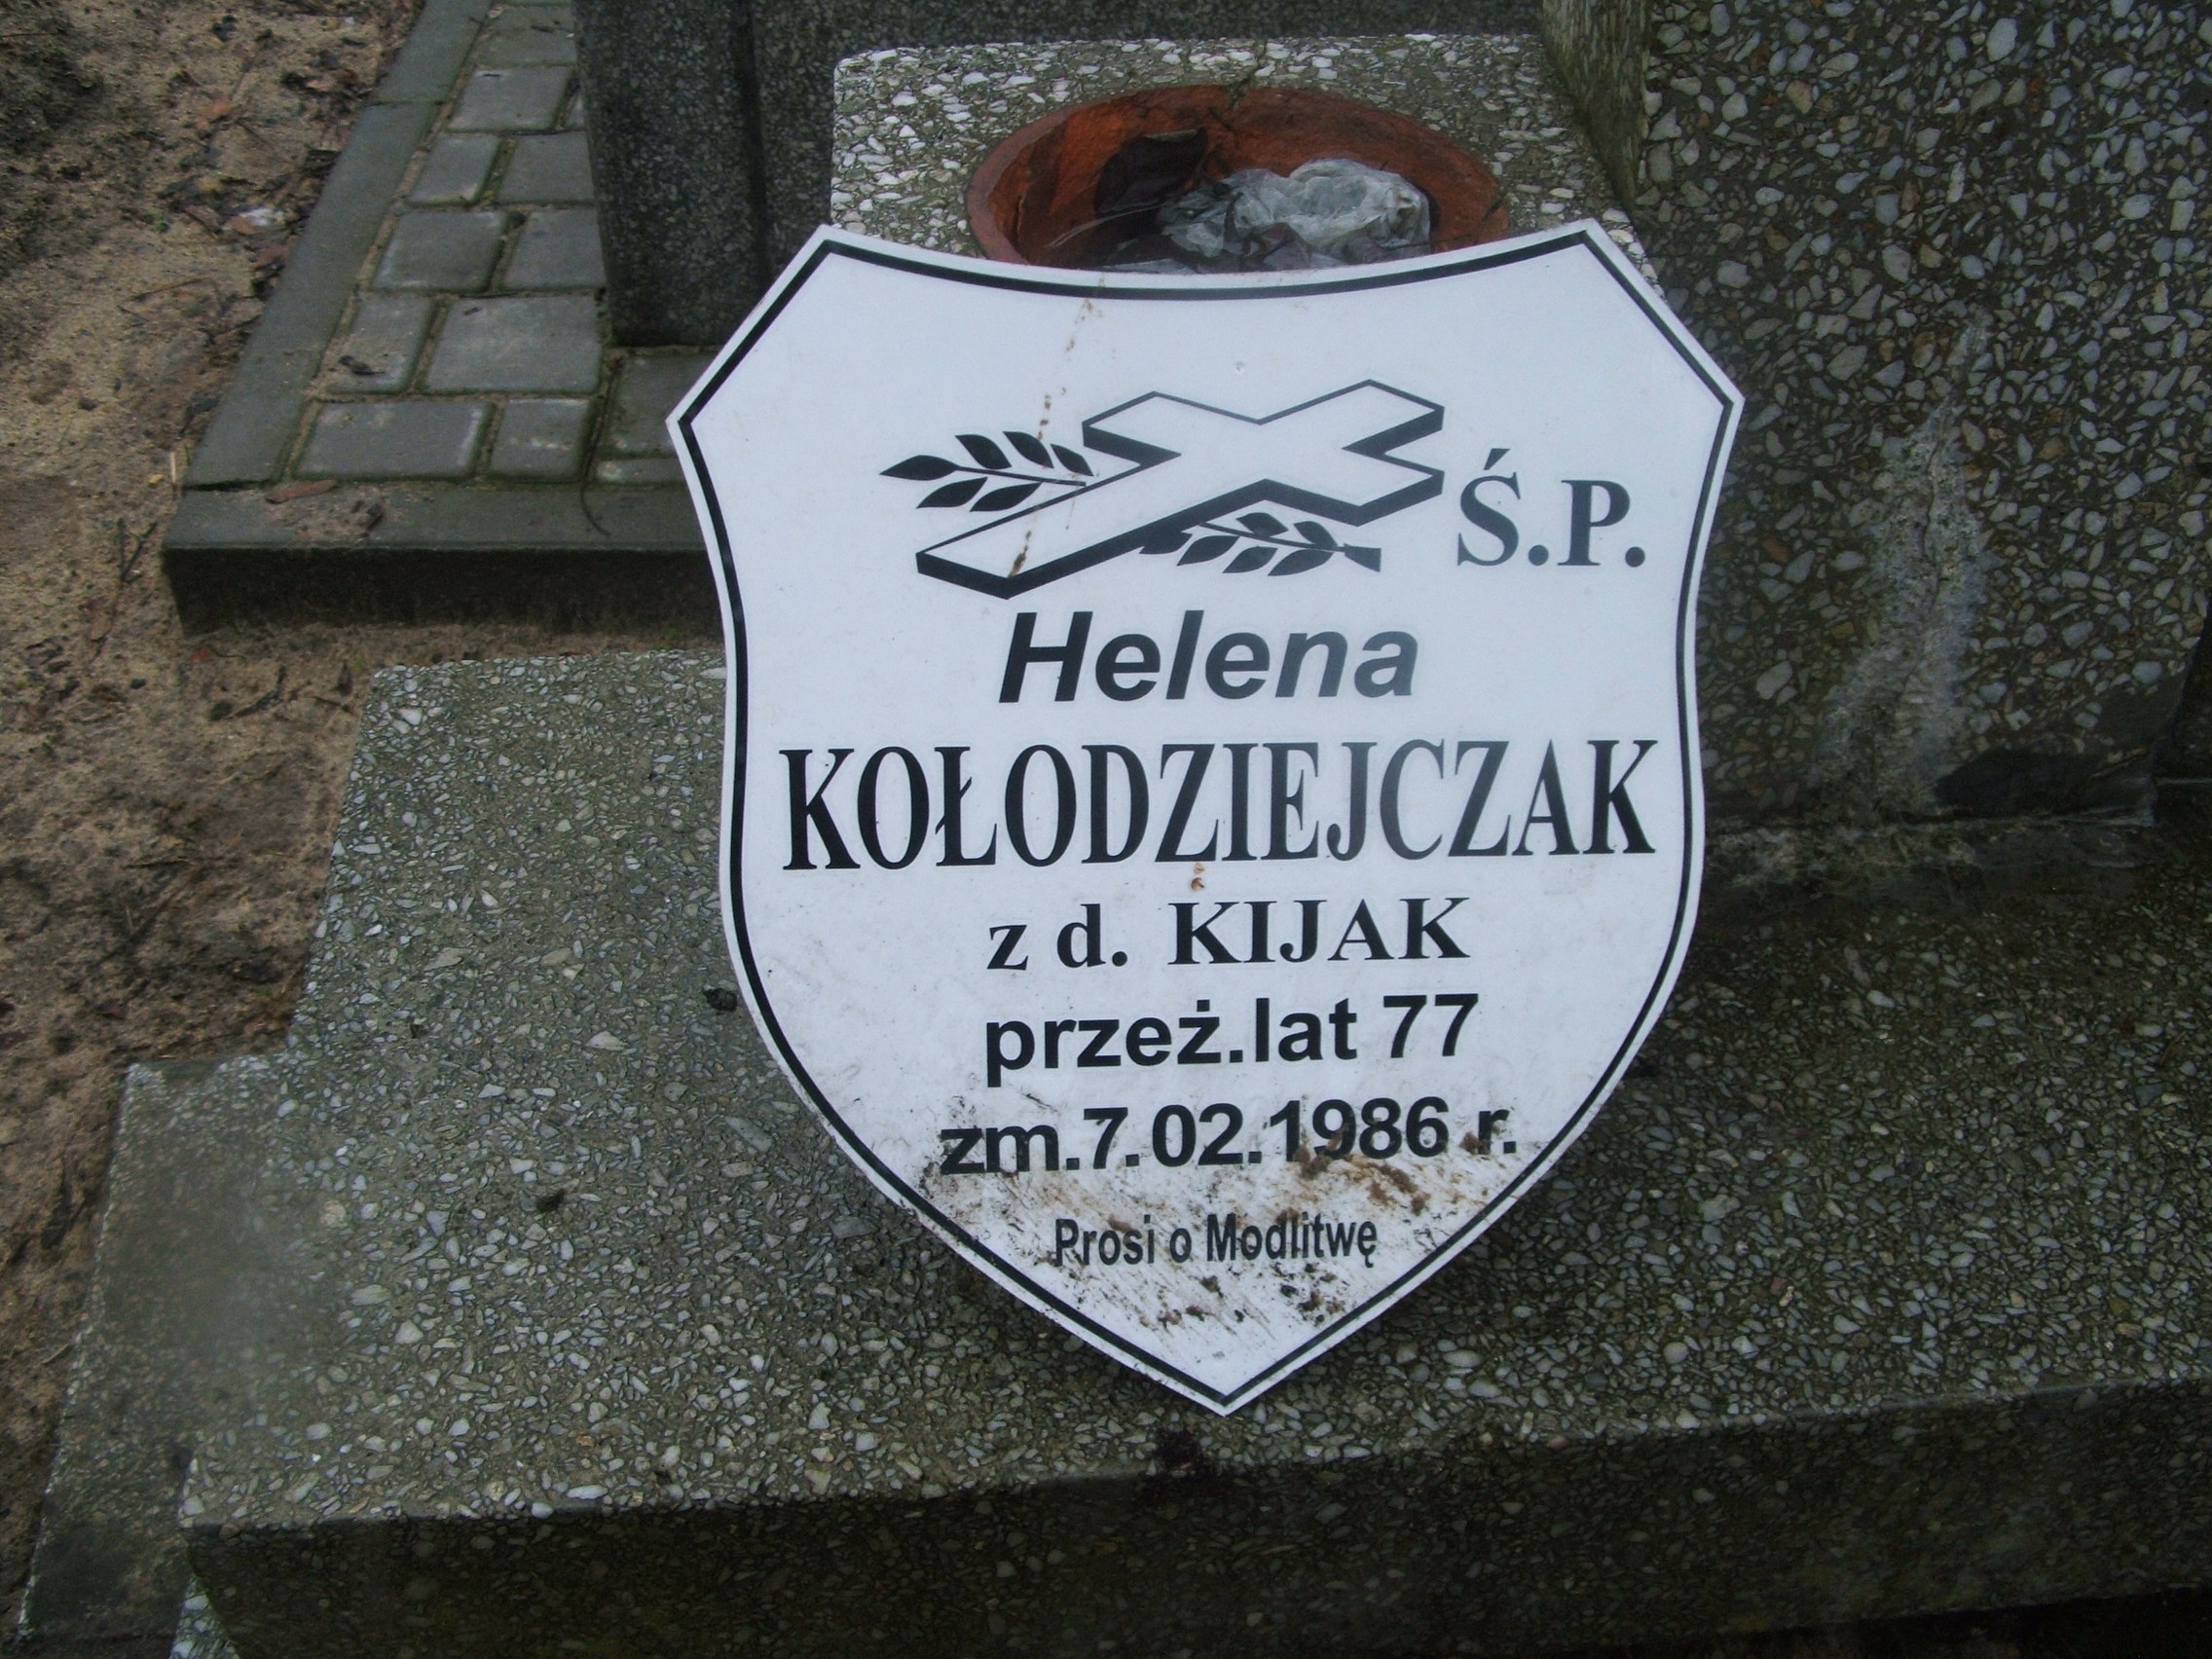 Ś.P.
Helena
KOŁODZIEJCZAK
z d. KIJAK
przeż.lat 77
zm.7.02.1986 r.
Prosi o Modlitwę